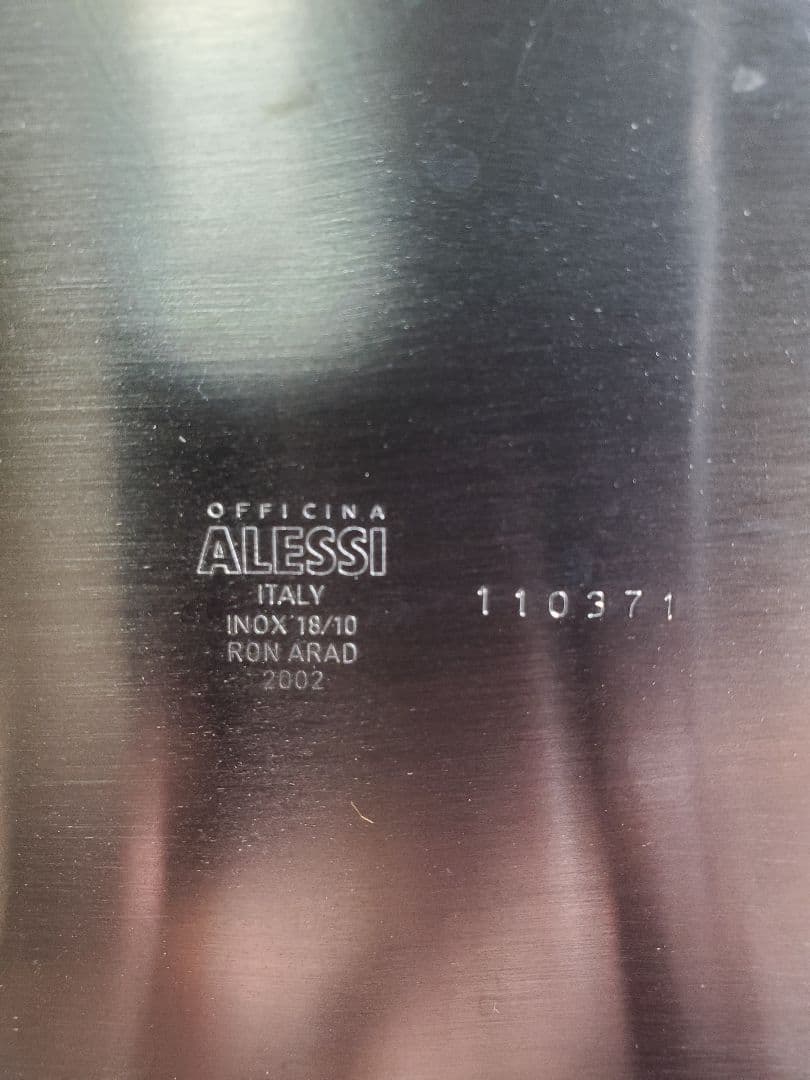 OFFICINA
ALESSI
ITALY
INOX 18/10
RON ARAD
2002
110371